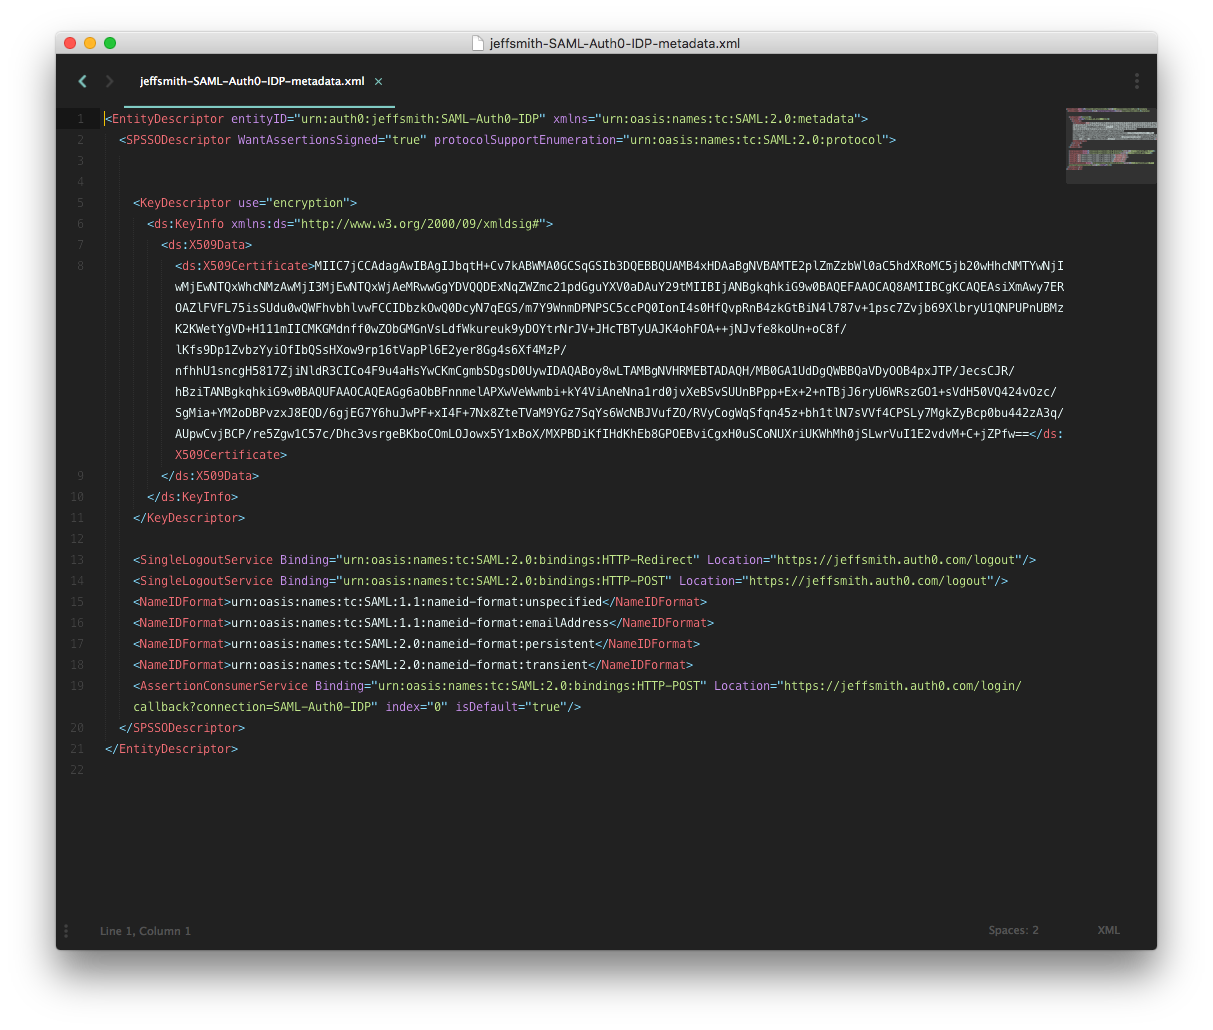 jeffsmith-SAML-Auth0-IDP-metadata.xml
jeffsmith-SAML-Auth0-IDP-metadata.xml ×
1 <EntityDescriptor entityID="urn:auth0:jeffsmith:SAML-Auth0-IDP" xmlns="urn:oasis:names:tc:SAML:2.0:metadata">
2 <SPSSODescriptor WantAssertionsSigned="true" protocolSupportEnumeration="urn:oasis:names:tc:SAML:2.0:protocol">
3
4
5 <KeyDescriptor use="encryption">
6 <ds:KeyInfo xmlns:ds="http://www.w3.org/2000/09/xmldsig#">
7 <ds:X509Data>
8 <ds:X509Certificate>MIIC7jCCAdagAwIBAgIJbqtH+Cv7kABWMA0GCSqGSIb3DQEBBQUAMB4xHDAaBgNVBAMTE2plZmZzbWl0aC5hdXRoMC5jb20wHhcNMTYwNjI
wMjEwNTQxWhcNMzAwMjI3MjEwNTQxWjAeMRwwGgYDVQQDExNqZWZmc21pdGguYXV0aDAuY29tMIIBIjANBgkqhkiG9w0BAQEFAAOCAQ8AMIIBCgKCAQEAsiXmAwy7ER
OAZlFVFL75isSUdu0wQWFhvbhlvwFCCIDbzkOwQ0DcyN7qEGS/m7Y9WnmDPNPSC5ccPQ0IonI4s0HfQvpRnB4zkGtBiN4l787v+1psc7Zvjb69XlbryU1QNPUPnUBMz
K2KWetYgVD+H111mIICMKGMdnff0wZObGMGnVsLdfWkureuk9yDOYtrNrJV+JHcTBTyUAJK4ohFOA++jNJvfe8koUn+oC8f/
lKfs9Dp1ZvbzYyiOfIbQSsHXow9rp16tVapPl6E2yer8Gg4s6Xf4MzP/
nfhhU1sncgH5817ZjiNldR3CICo4F9u4aHsYwCKmCgmbSDgsD0UywIDAQABoy8wLTAMBgNVHRMEBTADAQH/MB0GA1UdDgQWBBQaVDyOOB4pxJTP/JecsCJR/
hBziTANBgkqhkiG9w0BAQUFAAOCAQEAGg6aObBFnnmelAPXwVeWwmbi+kY4ViAneNna1rd0jvXeBSvSUUnBPpp+Ex+2+nTBjJ6ryU6WRszGO1+sVdH50VQ424vOzc/
SgMia+YM2oDBPvzxJ8EQD/6gjEG7Y6huJwPF+xI4F+7Nx8ZteTVaM9YGz7SqYs6WcNBJVufZO/RVyCogWqSfqn45z+bh1tlN7sVVf4CPSLy7MgkZyBcp0bu442zA3q/
AUpwCvjBCP/re5Zgw1C57c/Dhc3vsrgeBKboCOmLOJowx5Y1xBoX/MXPBDiKfIHdKhEb8GPOEBviCgxH0uSCoNUXriUKWhMh0jSLwrVuI1E2vdvM+C+jZPfw==</ds:
X509Certificate>
9 </ds:X509Data>
10 </ds:KeyInfo>
11 </KeyDescriptor>
12
13 <SingleLogoutService Binding="urn:oasis:names:tc:SAML:2.0:bindings:HTTP-Redirect" Location="https://jeffsmith.auth0.com/logout"/>
14 <SingleLogoutService Binding="urn:oasis:names:tc:SAML:2.0:bindings:HTTP-POST" Location="https://jeffsmith.auth0.com/logout"/>
15 <NameIDFormat>urn:oasis:names:tc:SAML:1.1:nameid-format:unspecified</NameIDFormat>
16 <NameIDFormat>urn:oasis:names:tc:SAML:1.1:nameid-format:emailAddress</NameIDFormat>
17 <NameIDFormat>urn:oasis:names:tc:SAML:2.0:nameid-format:persistent</NameIDFormat>
18 <NameIDFormat>urn:oasis:names:tc:SAML:2.0:nameid-format:transient</NameIDFormat>
19 <AssertionConsumerService Binding="urn:oasis:names:tc:SAML:2.0:bindings:HTTP-POST" Location="https://jeffsmith.auth0.com/login/
callback?connection=SAML-Auth0-IDP" index="0" isDefault="true"/>
20 </SPSSODescriptor>
21 </EntityDescriptor>
22
Line 1, Column 1
Spaces: 2
XML